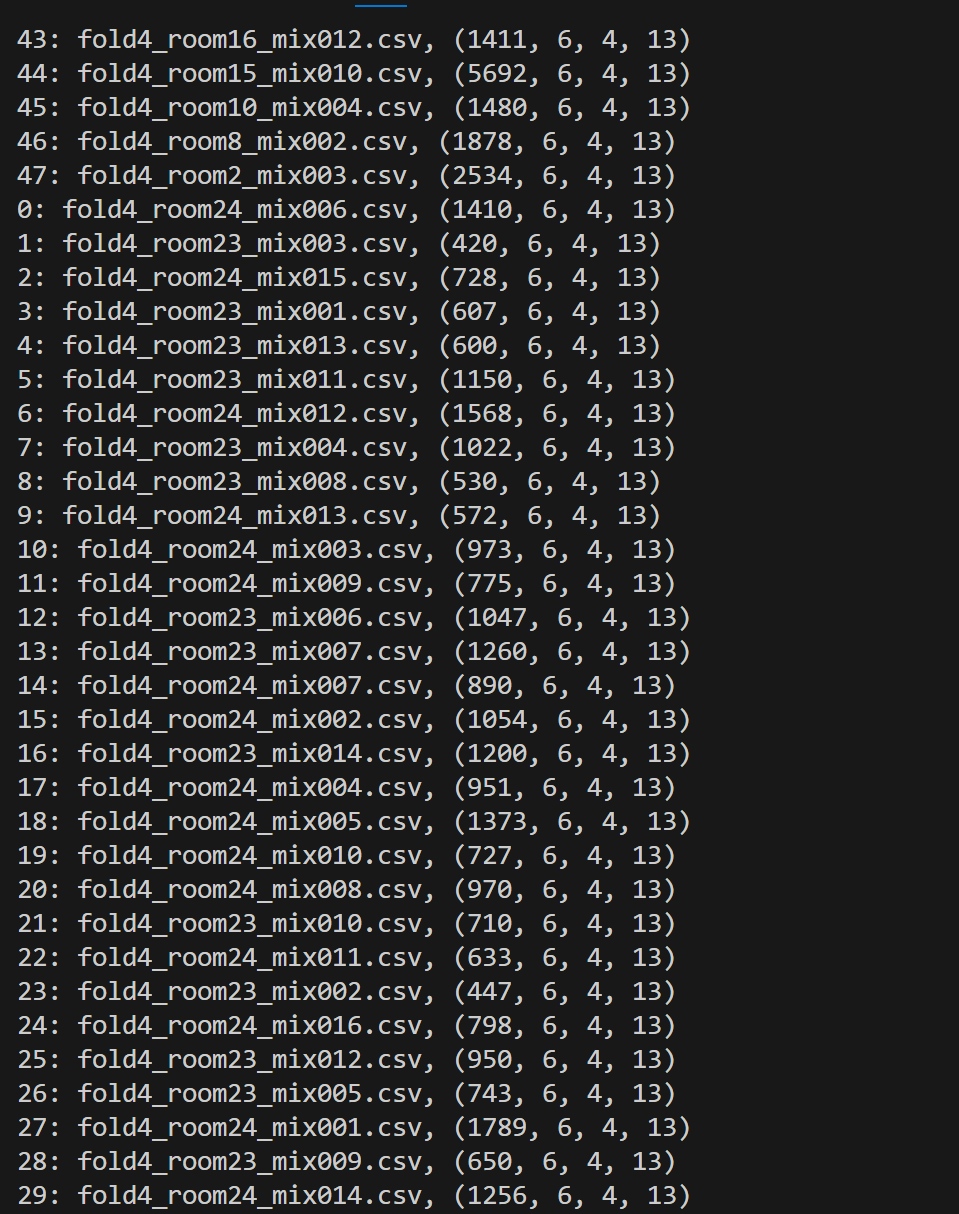 43: fold4_room16_mix012.csv, (1411, 6, 4, 13)
44: fold4_room15_mix010.csv, (5692, 6, 4, 13)
45: fold4_room10_mix004.csv, (1480, 6, 4, 13)
46: fold4_room8_mix002.csv, (1878, 6, 4, 13)
47: fold4_room2_mix003.csv, (2534, 6, 4, 13)
0: fold4_room24_mix006.csv, (1410, 6, 4, 13)
1: fold4_room23_mix003.csv, (420, 6, 4, 13)
2: fold4_room24_mix015.csv, (728, 6, 4, 13)
3: fold4_room23_mix001.csv, (607, 6, 4, 13)
4: fold4_room23_mix013.csv, (600, 6, 4, 13)
5: fold4_room23_mix011.csv, (1150, 6, 4, 13)
6: fold4_room24_mix012.csv, (1568, 6, 4, 13)
7: fold4_room23_mix004.csv, (1022, 6, 4, 13)
8: fold4_room23_mix008.csv, (530, 6, 4, 13)
9: fold4_room24_mix013.csv, (572, 6, 4, 13)
10: fold4_room24_mix003.csv, (973, 6, 4, 13)
11: fold4_room24_mix009.csv, (775, 6, 4, 13)
12: fold4_room23_mix006.csv, (1047, 6, 4, 13)
13: fold4_room23_mix007.csv, (1260, 6, 4, 13)
14: fold4_room24_mix007.csv, (890, 6, 4, 13)
15: fold4_room24_mix002.csv, (1054, 6, 4, 13)
16: fold4_room23_mix014.csv, (1200, 6, 4, 13)
17: fold4_room24_mix004.csv, (951, 6, 4, 13)
18: fold4_room24_mix005.csv, (1373, 6, 4, 13)
19: fold4_room24_mix010.csv, (727, 6, 4, 13)
20: fold4_room24_mix008.csv, (970, 6, 4, 13)
21: fold4_room23_mix010.csv, (710, 6, 4, 13)
22: fold4_room24_mix011.csv, (633, 6, 4, 13)
23: fold4_room23_mix002.csv, (447, 6, 4, 13)
24: fold4_room24_mix016.csv, (798, 6, 4, 13)
25: fold4_room23_mix012.csv, (950, 6, 4, 13)
26: fold4_room23_mix005.csv, (743, 6, 4, 13)
27: fold4_room24_mix001.csv, (1789, 6, 4, 13)
28: fold4_room23_mix009.csv, (650, 6, 4, 13)
29: fold4_room24_mix014.csv, (1256, 6, 4, 13)